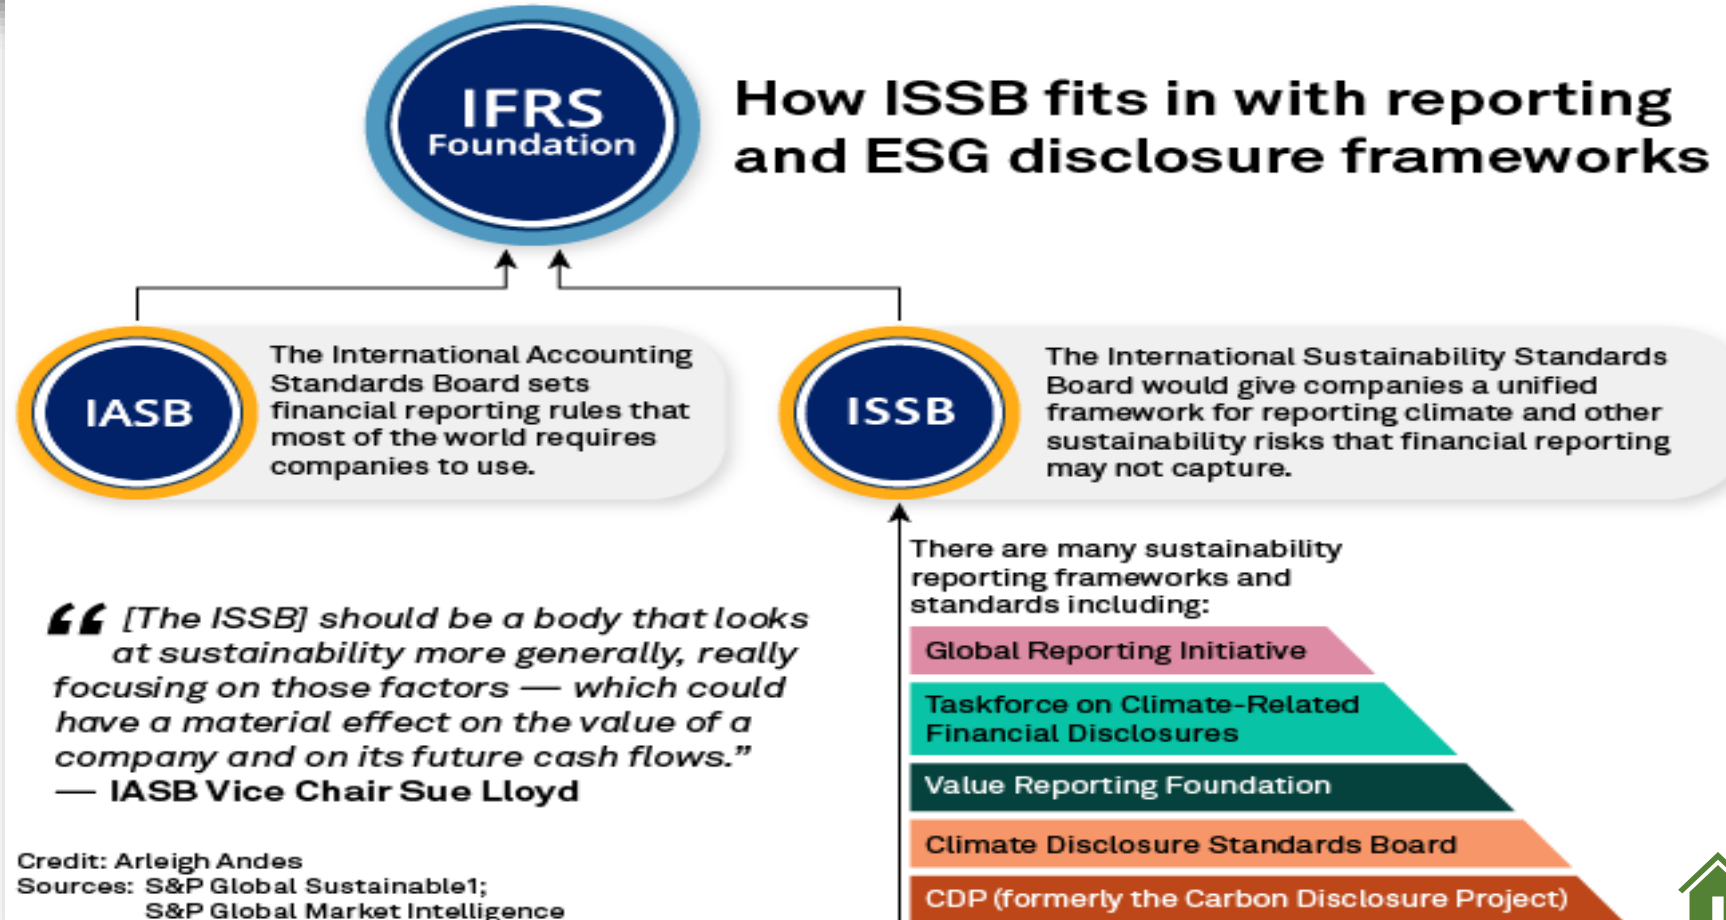 IFRS
Foundation
How ISSB fits in with reporting
and ESG disclosure frameworks
IASB
The International Accounting
Standards Board sets
financial reporting rules that
most of the world requires
companies to use.
ISSB
The International Sustainability Standards
Board would give companies a unified
framework for reporting climate and other
sustainability risks that financial reporting
may not capture.
There are many sustainability
reporting frameworks and
standards including:
Global Reporting Initiative
Taskforce on Climate-Related
Financial Disclosures
Value Reporting Foundation
Climate Disclosure Standards Board
CDP (formerly the Carbon Disclosure Project)
“ [The ISSB] should be a body that looks
at sustainability more generally, really
focusing on those factors — which could
have a material effect on the value of a
company and on its future cash flows.”
— IASB Vice Chair Sue Lloyd
Credit: Arleigh Andes
Sources: S&P Global Sustainable1;
S&P Global Market Intelligence